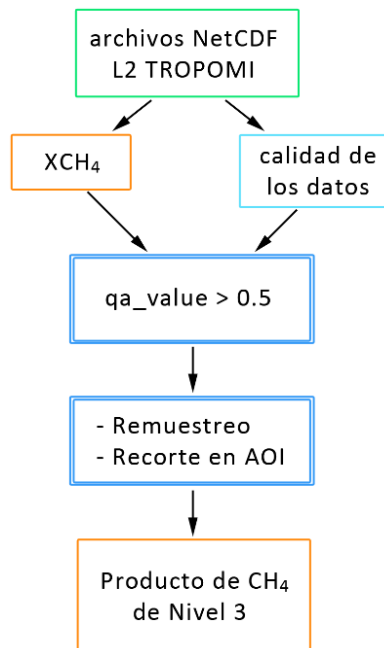 archivos NetCDF
L2 TROPOMI
XCH₄
calidad de
los datos
qa_value > 0.5
- Remuestreo
- Recorte en AOI
Producto de CH₄
de Nivel 3